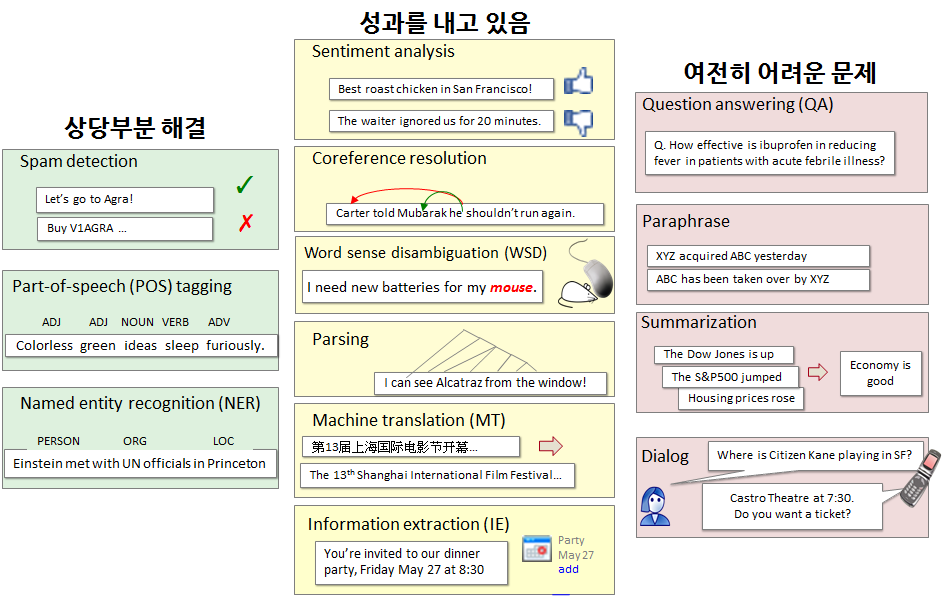 성과를 내고 있음
상당부분 해결
여전히 어려운 문제
Spam detection
Let's go to Agra!
Buy V1AGRA …
Part-of-speech (POS) tagging
ADJ ADJ NOUN VERB ADV
Colorless green ideas sleep furiously.
Named entity recognition (NER)
PERSON ORG LOC
Einstein met with UN officials in Princeton
Sentiment analysis
Best roast chicken in San Francisco!
The waiter ignored us for 20 minutes.
Coreference resolution
Carter told Mubarak he shouldn't run again.
Word sense disambiguation (WSD)
I need new batteries for my mouse.
Parsing
I can see Alcatraz from the window!
Machine translation (MT)
第13届上海国际电影节开幕…
The 13th Shanghai International Film Festival…
Information extraction (IE)
You're invited to our dinner
party, Friday May 27 at 8:30
Party
May 27
add
Question answering (QA)
Q. How effective is ibuprofen in reducing
fever in patients with acute febrile illness?
Paraphrase
XYZ acquired ABC yesterday
ABC has been taken over by XYZ
Summarization
The Dow Jones is up
The S&P500 jumped
Housing prices rose
Economy is
good
Dialog
Where is Citizen Kane playing in SF?
Castro Theatre at 7:30.
Do you want a ticket?